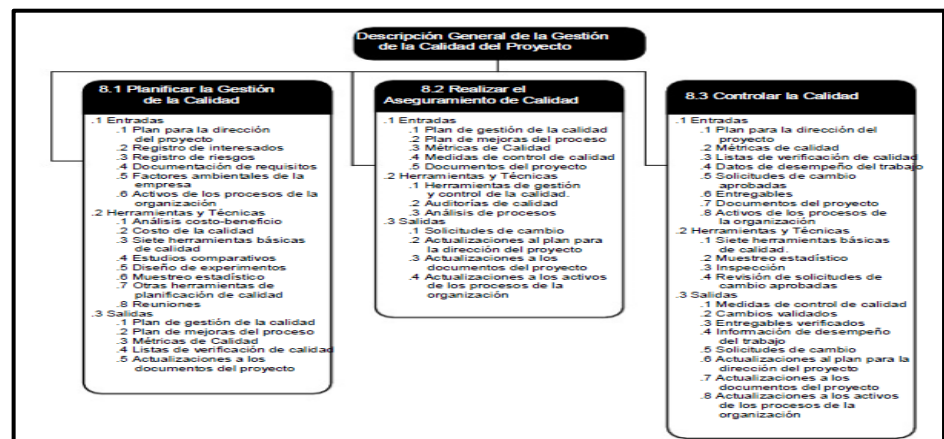 Descripción General de la Gestión
de la Calidad del Proyecto
8.1 Planificar la Gestión
de la Calidad
.1 Entradas
.1 Plan para la dirección
del proyecto
.2 Registro de interesados
.3 Registro de riesgos
.4 Documentación de requisitos
.5 Factores ambientales de la
empresa
.6 Activos de los procesos de la
organización
.2 Herramientas y Técnicas
.1 Análisis costo-beneficio
.2 Costo de la calidad
.3 Siete herramientas básicas
de calidad
.4 Estudios comparativos
.5 Diseño de experimentos
.6 Muestreo estadístico
.7 Otras herramientas de
planificación de calidad
.8 Reuniones
.3 Salidas
.1 Plan de gestión de la calidad
.2 Plan de mejoras del proceso
.3 Métricas de Calidad
.4 Listas de verificación de calidad
.5 Actualizaciones a los
documentos del proyecto
8.2 Realizar el
Aseguramiento de Calidad
.1 Entradas
.1 Plan de gestión de la calidad
.2 Plan de mejoras del proceso
.3 Métricas de Calidad
.4 Medidas de control de calidad
.5 Documentos del proyecto
.2 Herramientas y Técnicas
.1 Herramientas de gestión
y control de la calidad.
.2 Auditorías de calidad
.3 Análisis de procesos
.3 Salidas
.1 Solicitudes de cambio
.2 Actualizaciones al plan para
la dirección del proyecto
.3 Actualizaciones a los
documentos del proyecto
.4 Actualizaciones a los activos
de los procesos de la
organización
8.3 Controlar la Calidad
.1 Entradas
.1 Plan para la dirección del
proyecto
.2 Métricas de calidad
.3 Listas de verificación de calidad
.4 Datos de desempeño del trabajo
.5 Solicitudes de cambio
aprobadas
.6 Entregables
.7 Documentos del proyecto
.8 Activos de los procesos de
la organización
.2 Herramientas y Técnicas
.1 Siete herramientas básicas
de calidad.
.2 Muestreo estadístico
.3 Inspección
.4 Revisión de solicitudes de
cambio aprobadas
.3 Salidas
.1 Medidas de control de calidad
.2 Cambios validados
.3 Entregables verificados
.4 Información de desempeño
del trabajo
.5 Solicitudes de cambio
.6 Actualizaciones al plan para la
dirección del proyecto
.7 Actualizaciones a los
documentos del proyecto
.8 Actualizaciones a los activos
de los procesos de la
organización